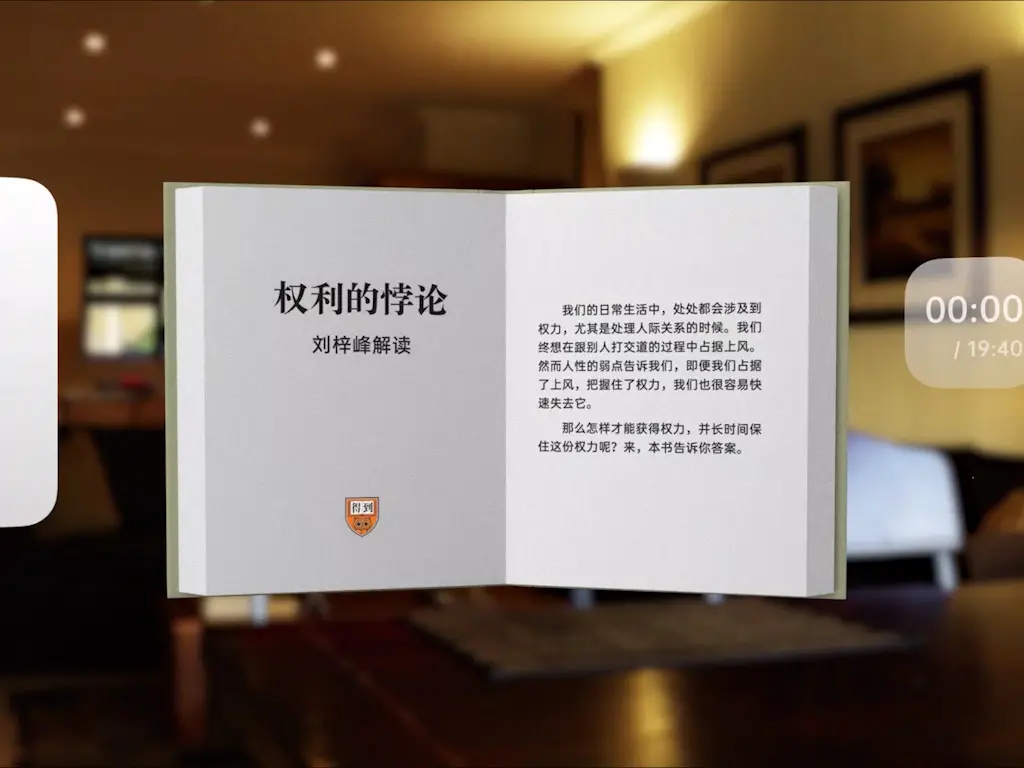 权利的悖论
刘梓峰解读
得到
我们的日常生活中，处处都会涉及到
权力，尤其是处理人际关系的时候。我们
终想在跟别人打交道的过程中占据上风。
然而人性的弱点告诉我们，即便我们占据
了上风，把握住了权力，我们也很容易快
速失去它。
那么怎样才能获得权力，并长时间保
住这份权力呢？来，本书告诉你答案。
00:00
/ 19:40